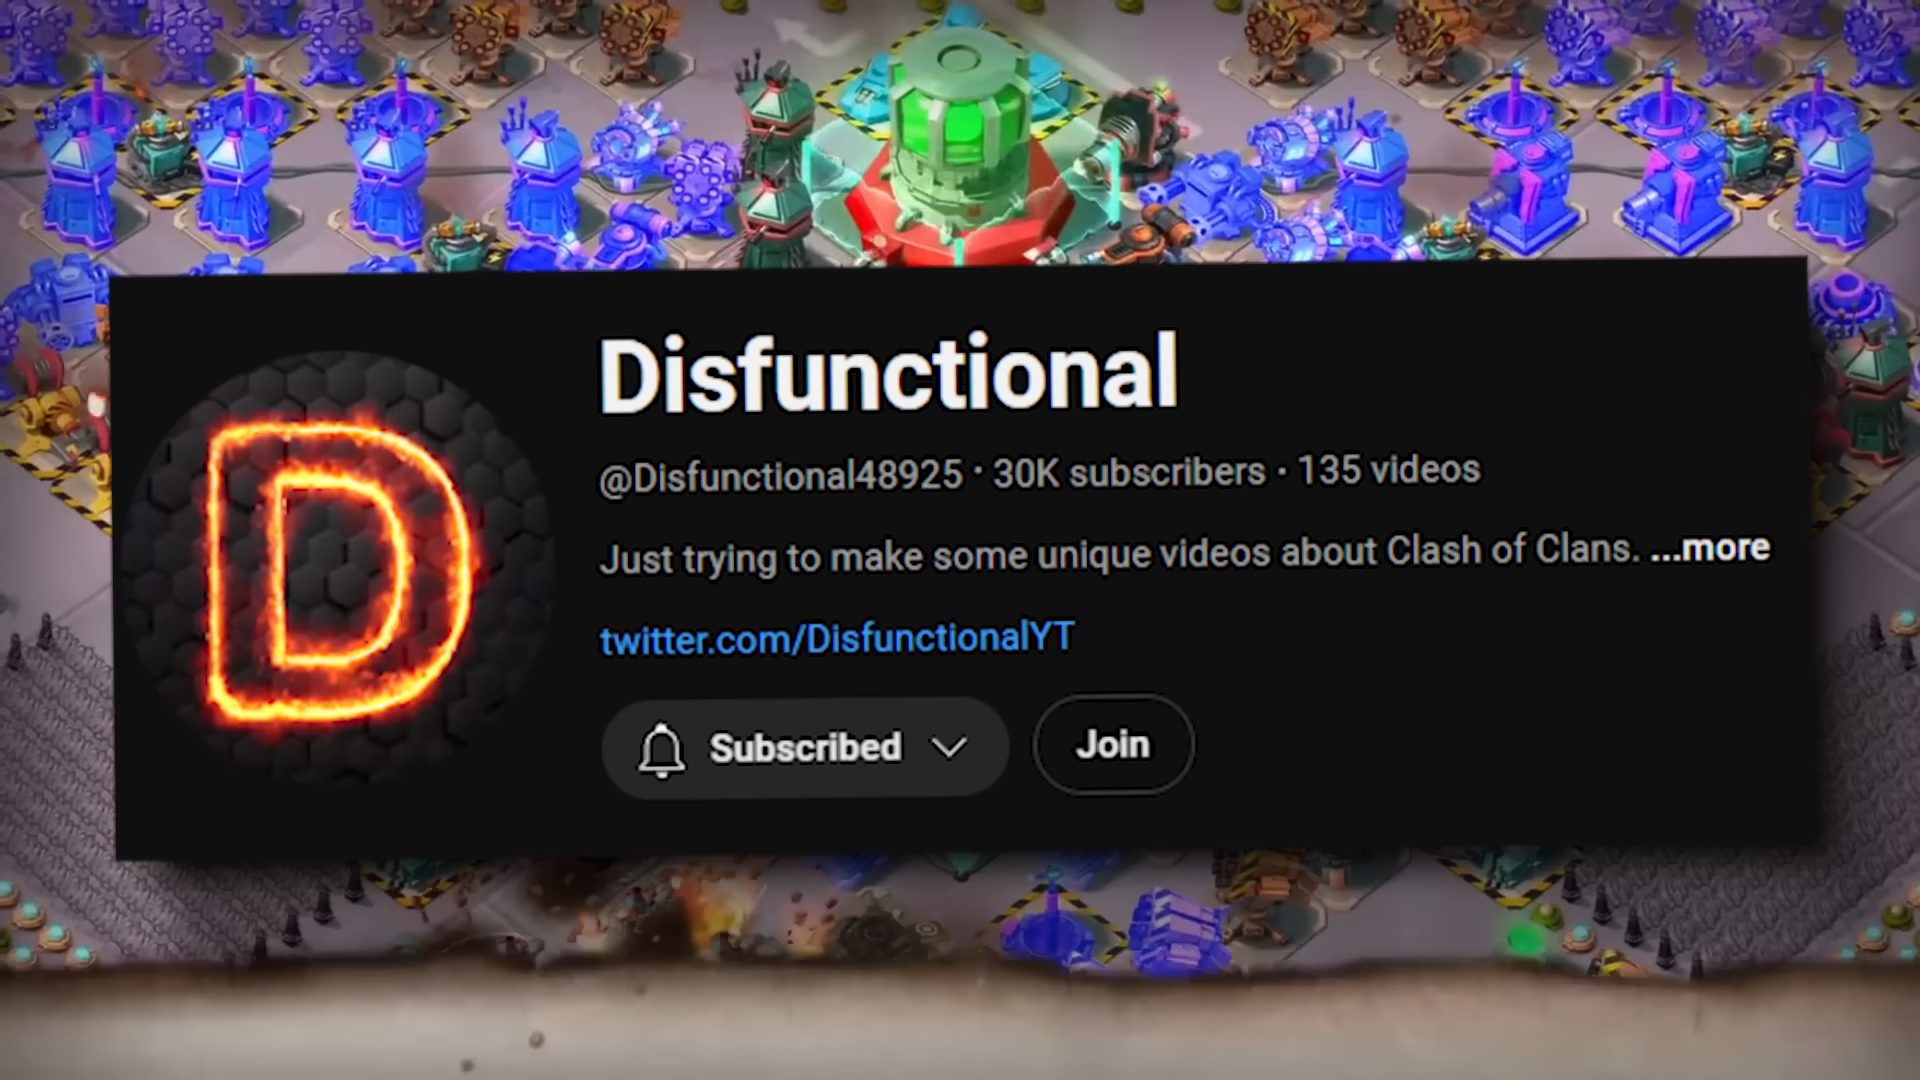 D
Disfunctional
@Disfunctional48925 · 30K subscribers · 135 videos
Just trying to make some unique videos about Clash of Clans. ...more
twitter.com/DisfunctionalYT
Subscribed
Join